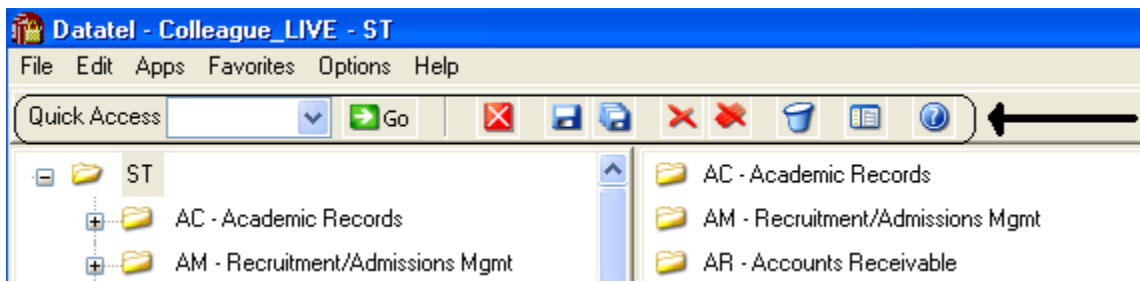 Datatel - Colleague_LIVE - ST
File Edit Apps Favorites Options Help
Quick Access Go
ST
AC - Academic Records
AM - Recruitment/Admissions Mgmt
AC - Academic Records
AM - Recruitment/Admissions Mgmt
AR - Accounts Receivable